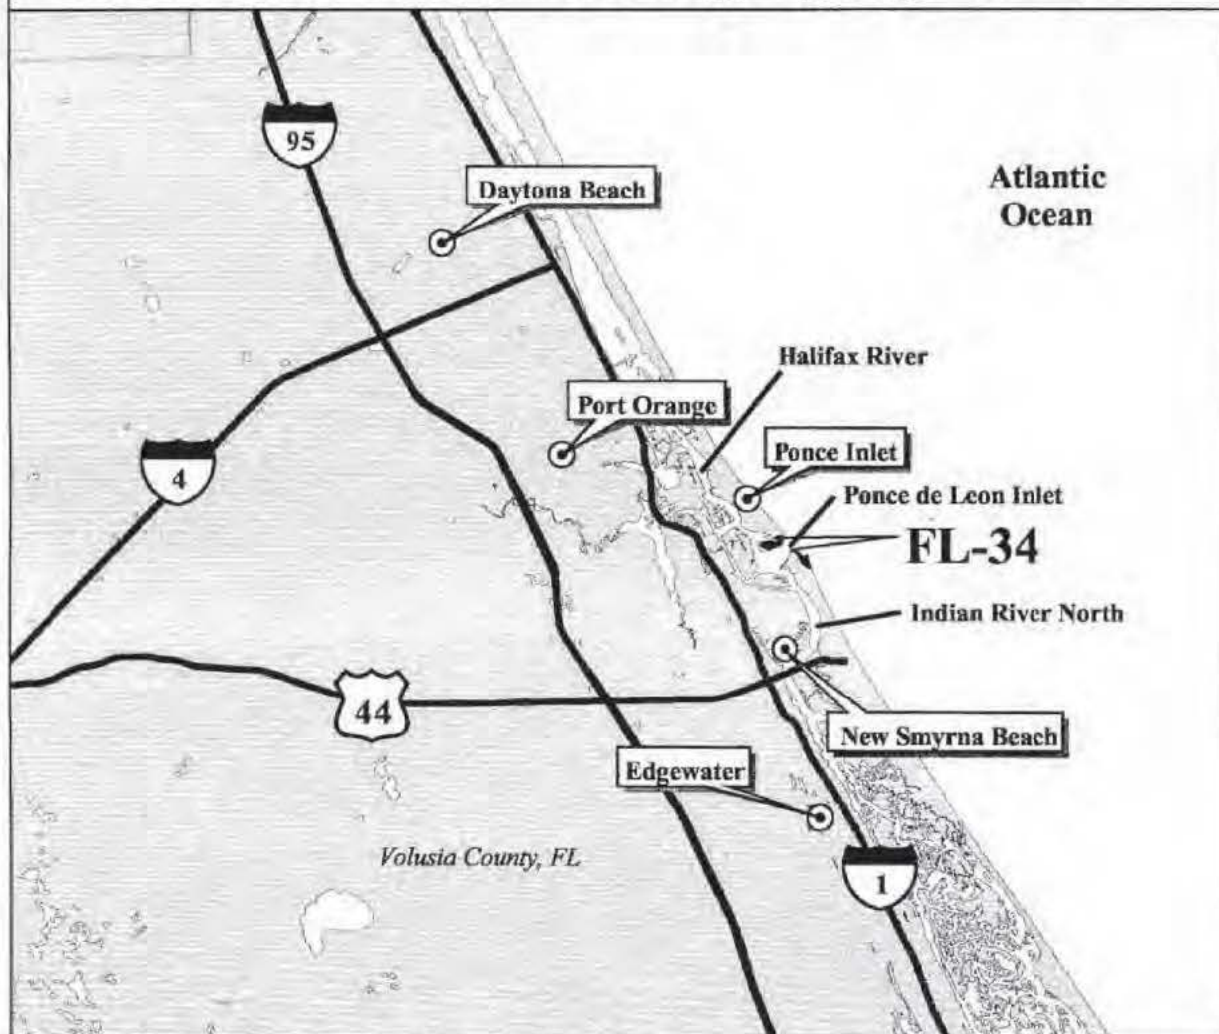 95
Daytona Beach
Atlantic
Ocean
Halifax River
Port Orange
4
Ponce Inlet
Ponce de Leon Inlet
FL-34
Indian River North
44
New Smyrna Beach
Edgewater
Volusia County, FL
1